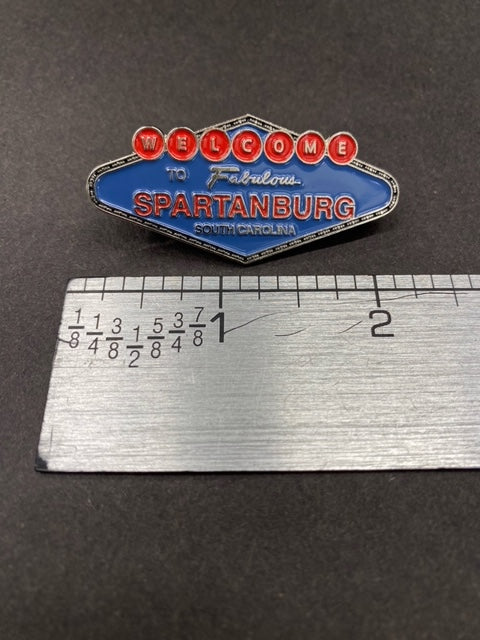 WELCOME
TO Fabulous
SPARTANBURG
SOUTH CAROLINA
1/8 1/4 3/8 1/2 5/8 3/4 7/8 1 2